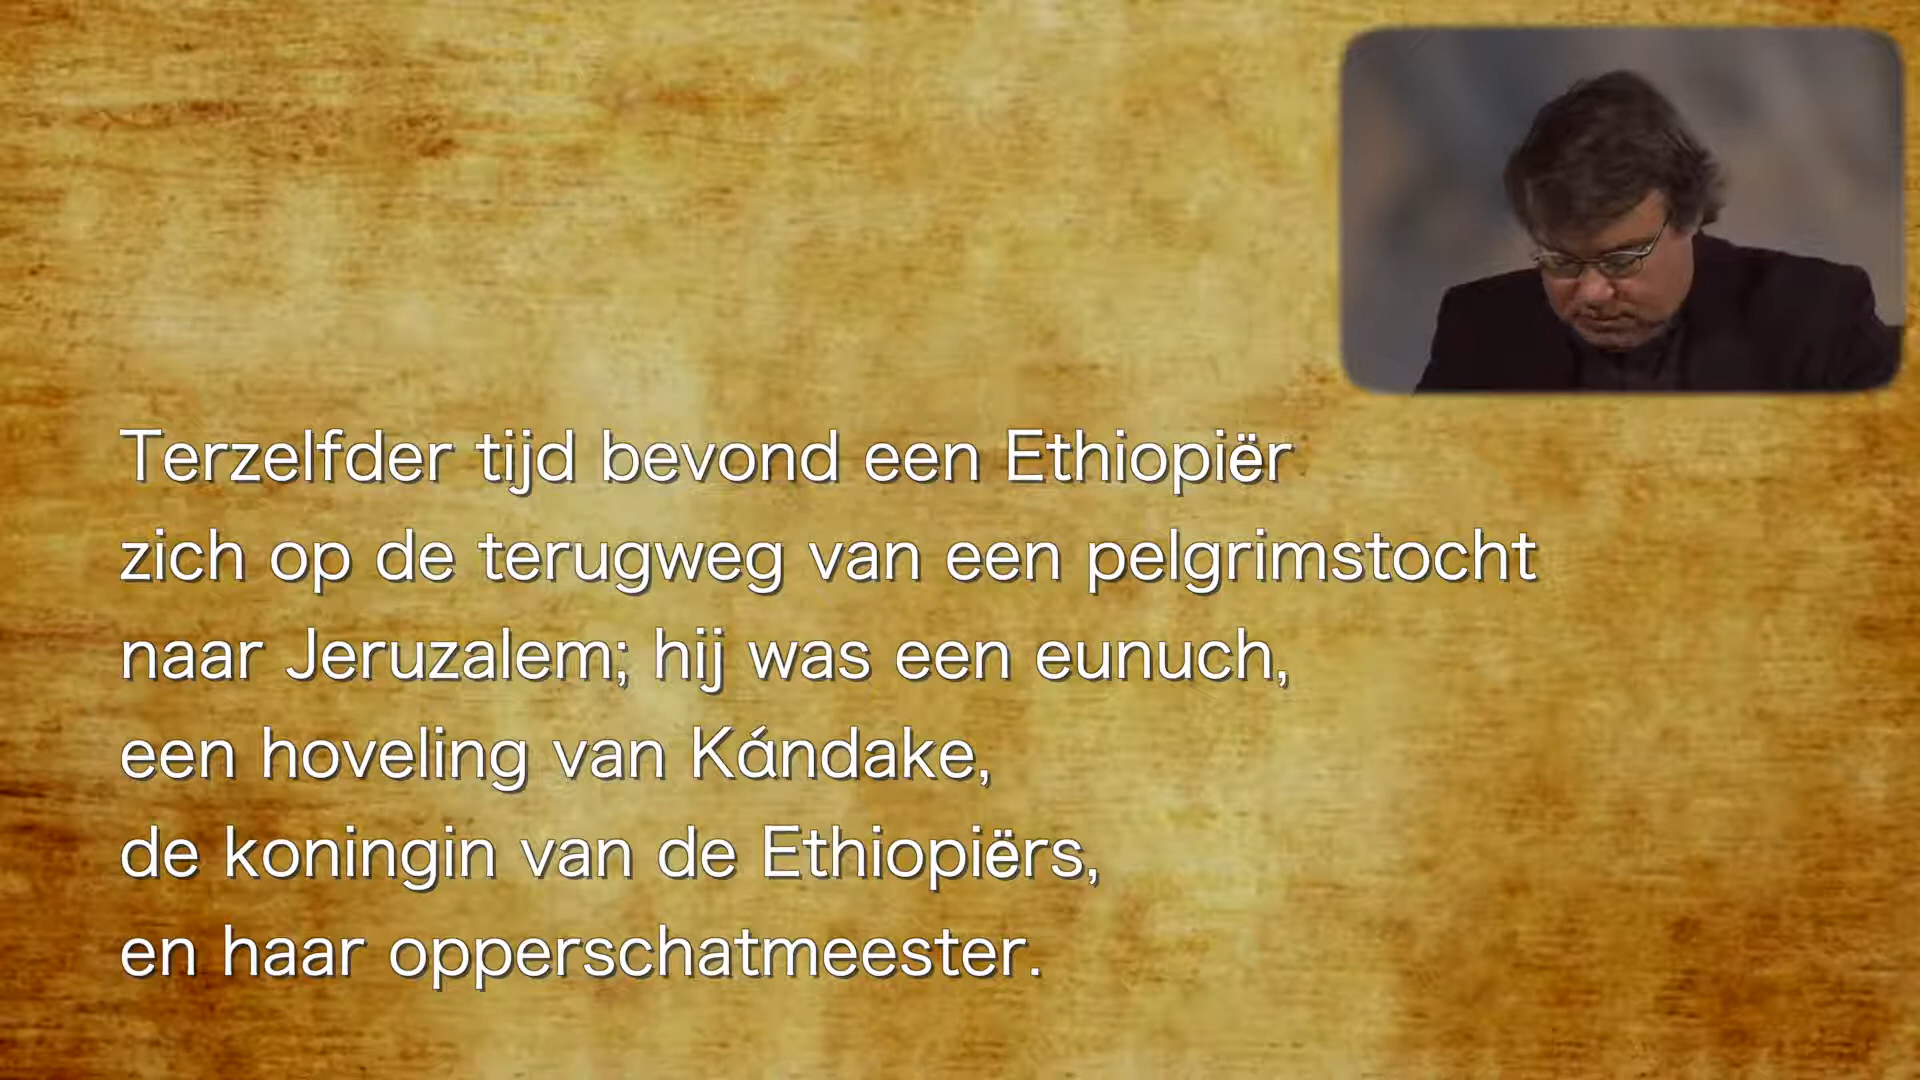 Terzelfder tijd bevond een Ethiopiër
zich op de terugweg van een pelgrimstocht
naar Jeruzalem; hij was een eunuch,
een hoveling van Kándake,
de koningin van de Ethiopiërs,
en haar opperschatmeester.